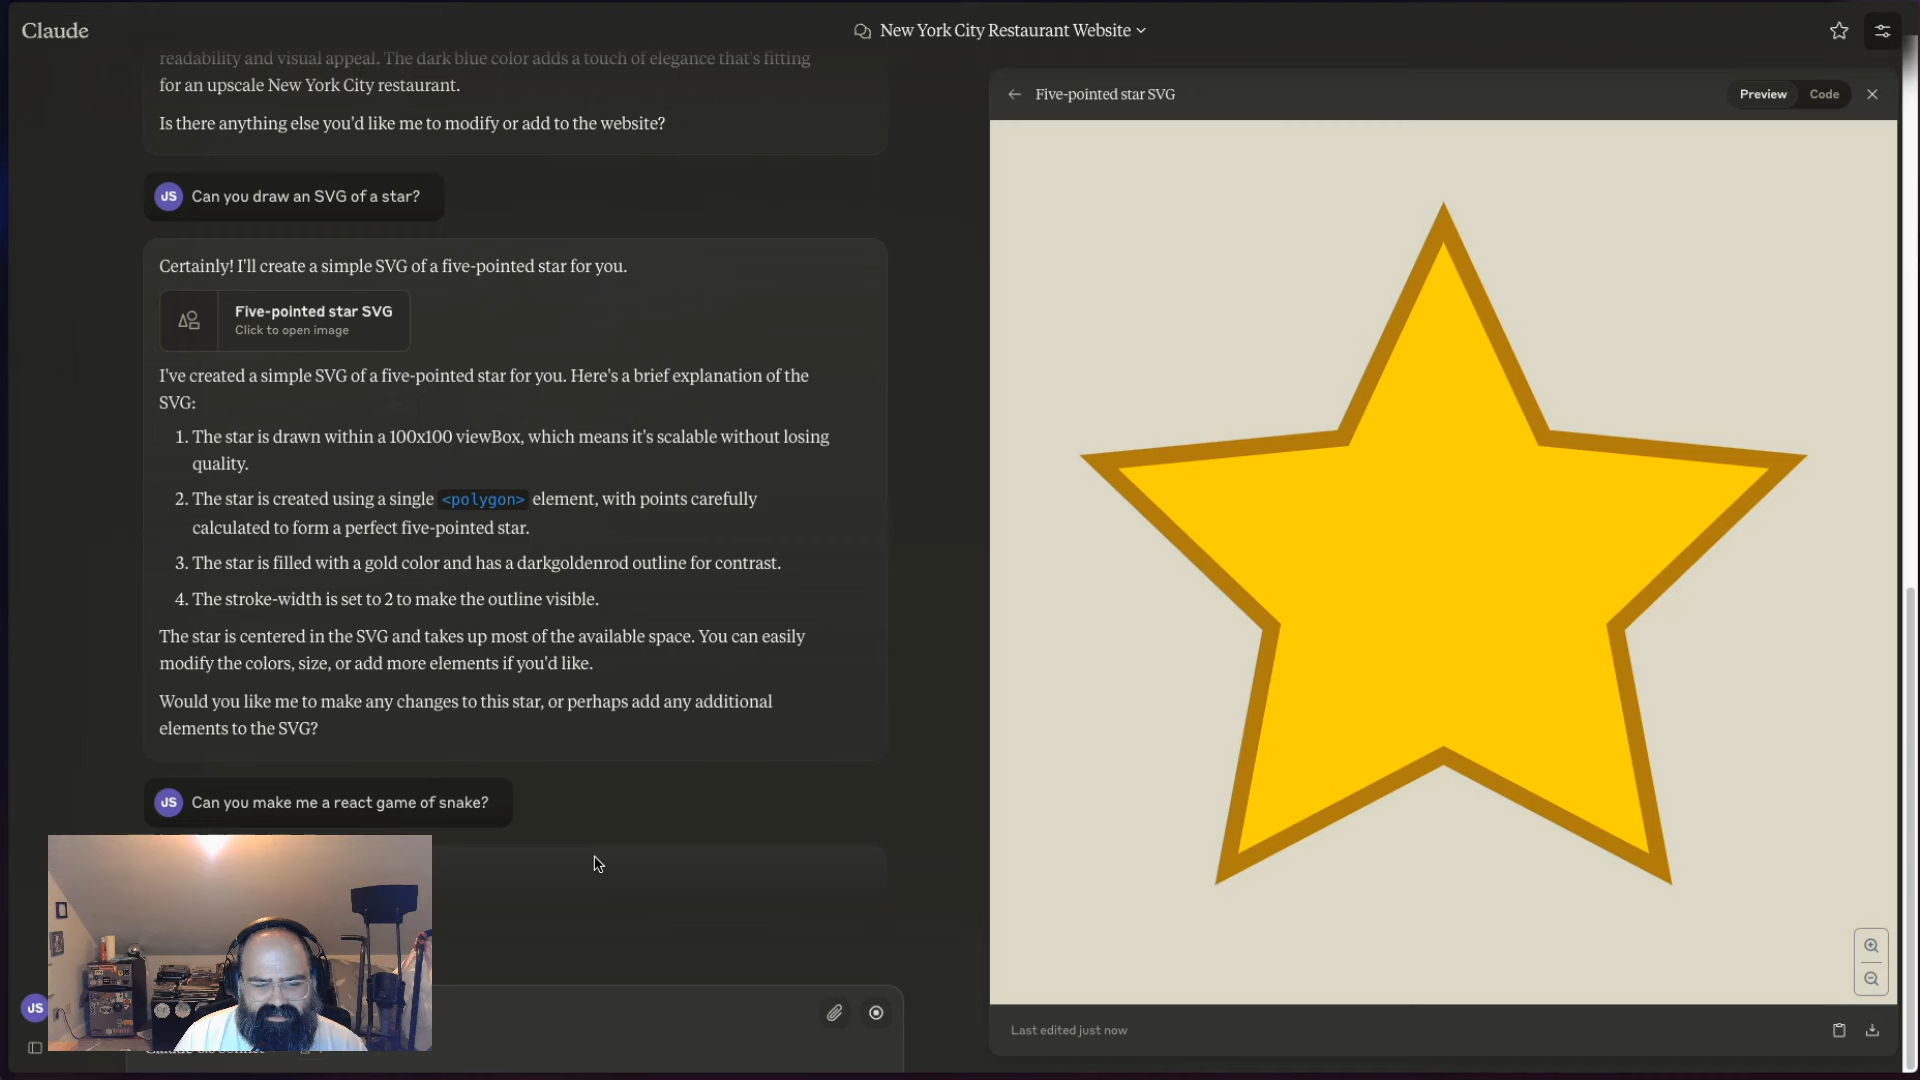 Claude
New York City Restaurant Website
readability and visual appeal. The dark blue color adds a touch of elegance that's fitting
for an upscale New York City restaurant.
Is there anything else you'd like me to modify or add to the website?
JS Can you draw an SVG of a star?
Certainly! I'll create a simple SVG of a five-pointed star for you.
Five-pointed star SVG
Click to open image
I've created a simple SVG of a five-pointed star for you. Here's a brief explanation of the
SVG:
1. The star is drawn within a 100x100 viewBox, which means it's scalable without losing
quality.
2. The star is created using a single <polygon> element, with points carefully
calculated to form a perfect five-pointed star.
3. The star is filled with a gold color and has a darkgoldenrod outline for contrast.
4. The stroke-width is set to 2 to make the outline visible.
The star is centered in the SVG and takes up most of the available space. You can easily
modify the colors, size, or add more elements if you'd like.
Would you like me to make any changes to this star, or perhaps add any additional
elements to the SVG?
JS Can you make me a react game of snake?
JS
Five-pointed star SVG
Preview Code
Last edited just now